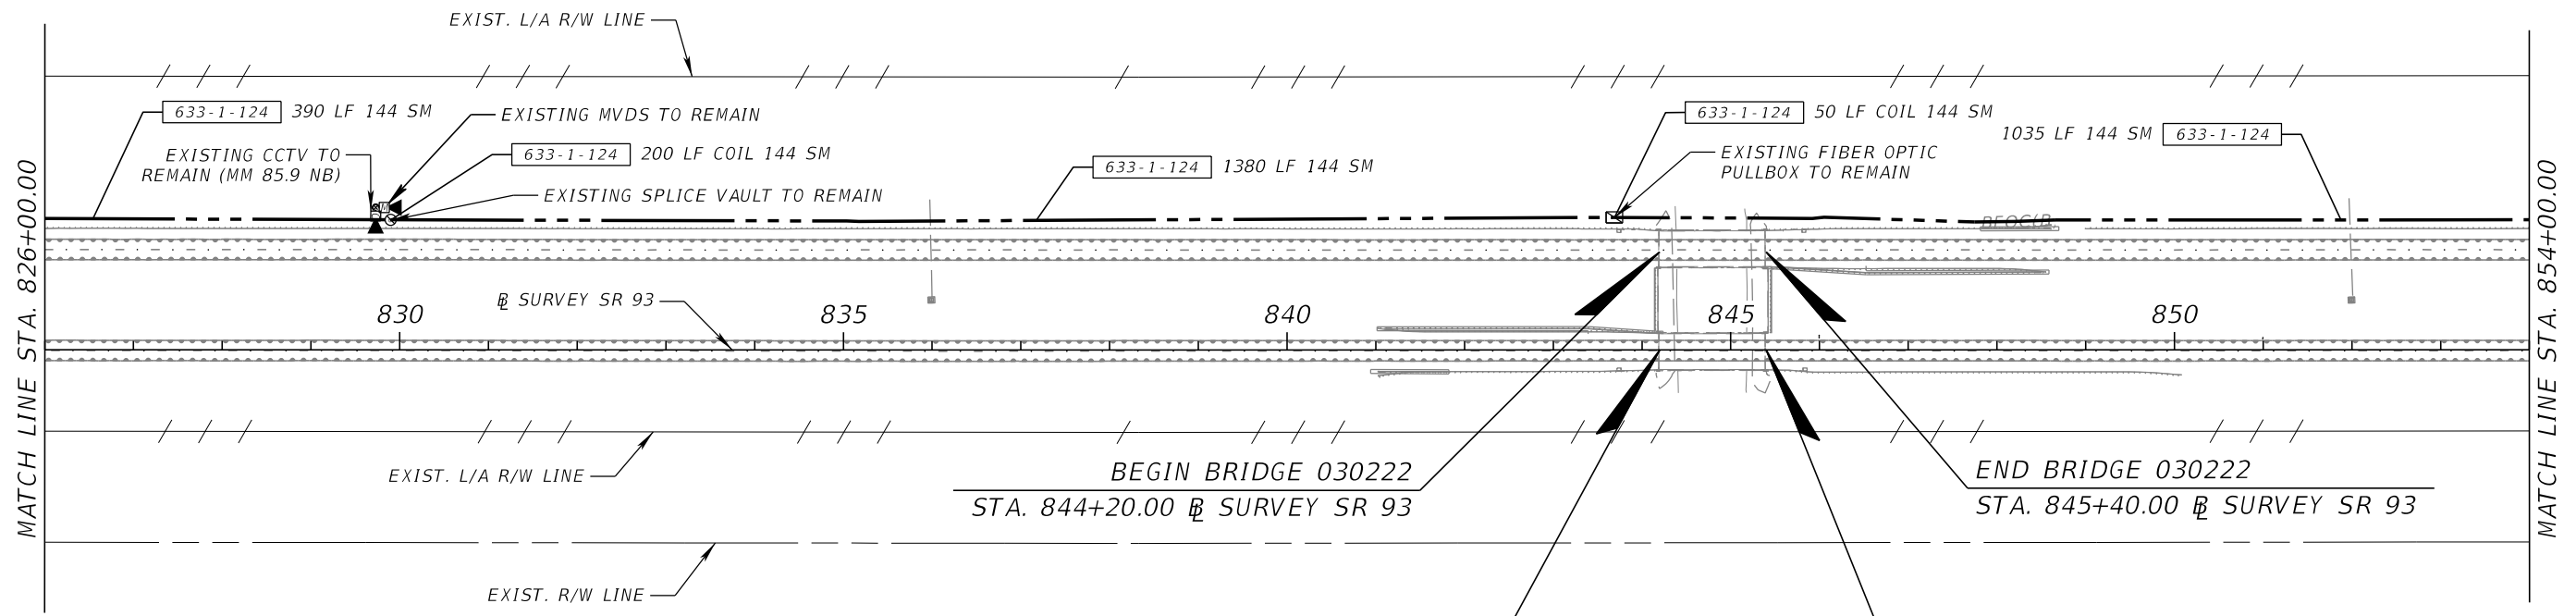 EXIST. L/A R/W LINE
633-1-124 390 LF 144 SM
EXISTING MVDS TO REMAIN
633-1-124 50 LF COIL 144 SM
1035 LF 144 SM 633-1-124
EXISTING CCTV TO
REMAIN (MM 85.9 NB)
633-1-124 200 LF COIL 144 SM
633-1-124 1380 LF 144 SM
EXISTING FIBER OPTIC
PULLBOX TO REMAIN
EXISTING SPLICE VAULT TO REMAIN
MATCH LINE STA. 826+00.00
MATCH LINE STA. 854+00.00
BL SURVEY SR 93
830
835
840
845
850
EXIST. L/A R/W LINE
BEGIN BRIDGE 030222
STA. 844+20.00 BL SURVEY SR 93
END BRIDGE 030222
STA. 845+40.00 BL SURVEY SR 93
EXIST. R/W LINE